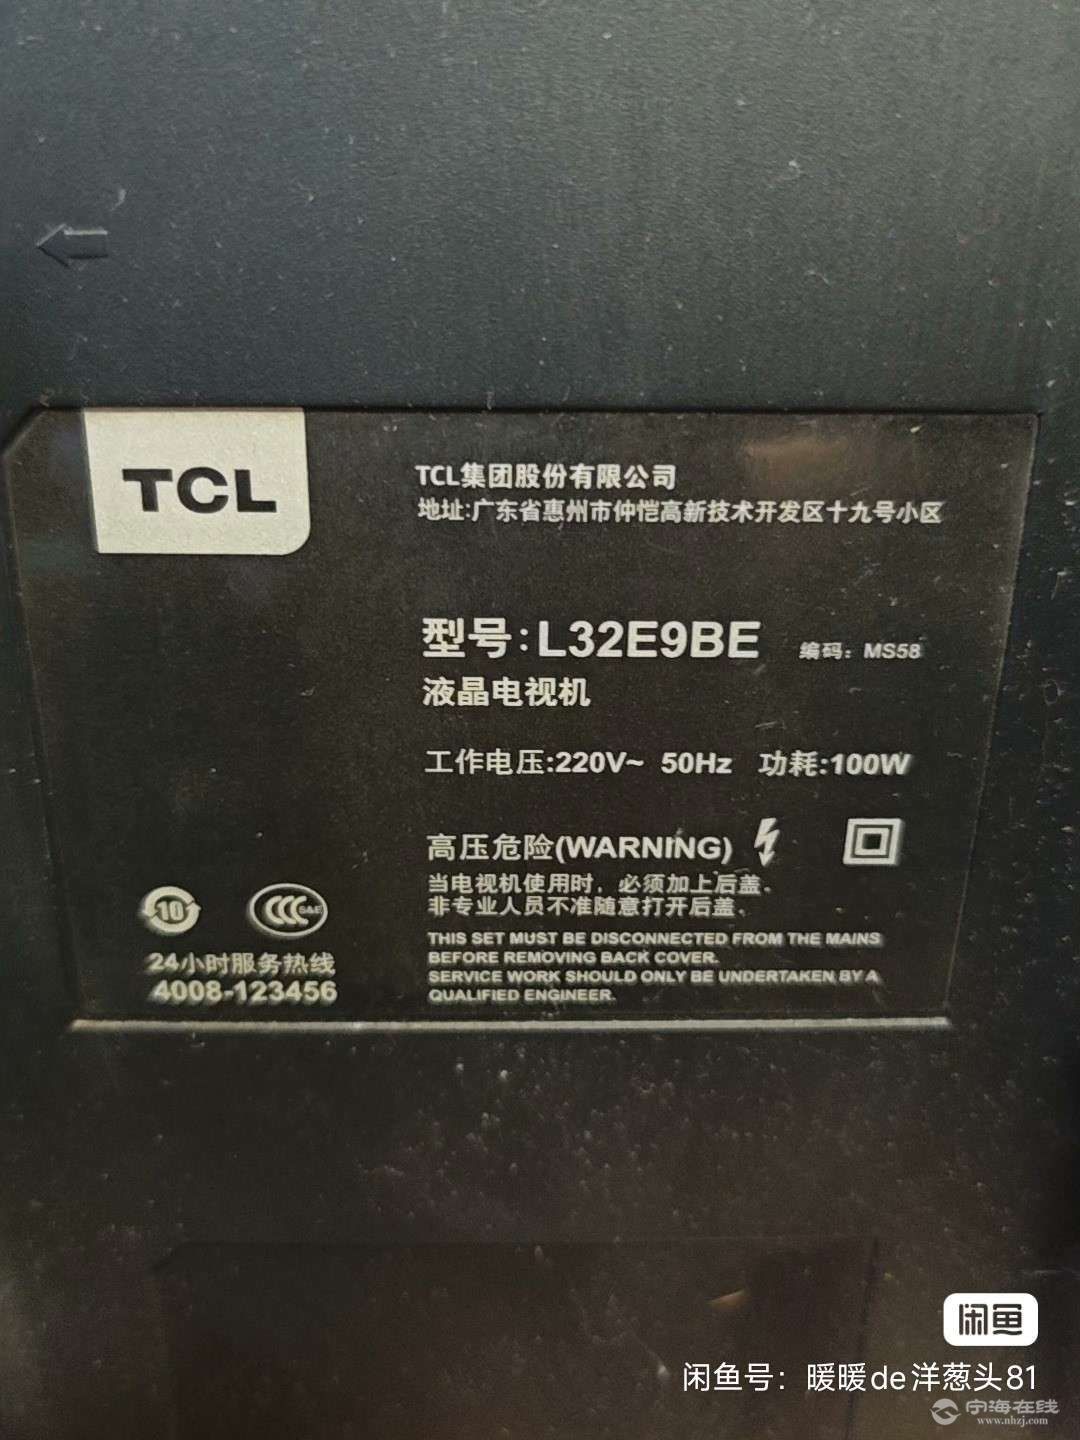 TCL
TCL集团股份有限公司
地址:广东省惠州市仲恺高新技术开发区十九号小区
型号:L32E9BE 编码：MS58
液晶电视机
工作电压:220V~ 50Hz 功耗:100W
高压危险(WARNING)
当电视机使用时，必须加上后盖。
非专业人员不准随意打开后盖。
THIS SET MUST BE DISCONNECTED FROM THE MAINS
BEFORE REMOVING BACK COVER.
SERVICE WORK SHOULD ONLY BE UNDERTAKEN BY A
QUALIFIED ENGINEER.
10
CCC S&E
24小时服务热线
4008-123456
闲鱼
闲鱼号：暖暖de洋葱头81
宁海在线
www.nhzj.com